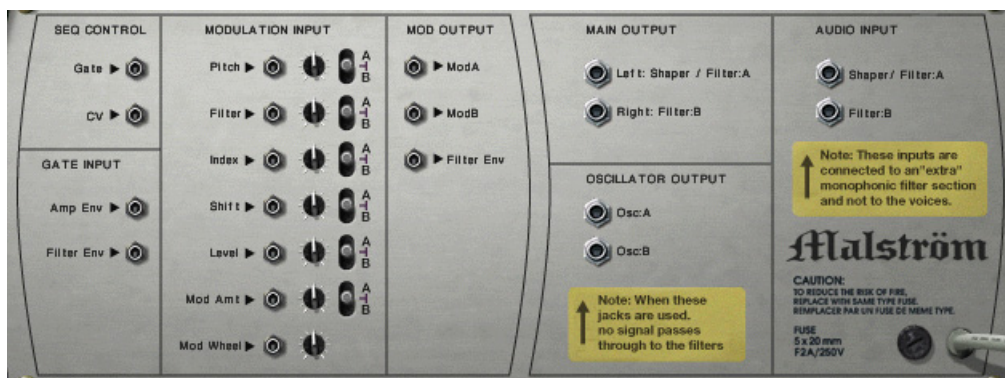 SEQ CONTROL
Gate
CV
GATE INPUT
Amp Env
Filter Env
MODULATION INPUT
Pitch
A
B
Filter
A
B
Index
A
B
Shift
A
B
Level
A
B
Mod Amt
A
B
Mod Wheel
MOD OUTPUT
ModA
ModB
Filter Env
MAIN OUTPUT
Left: Shaper / Filter:A
Right: Filter:B
OSCILLATOR OUTPUT
Osc:A
Osc:B
Note: When these
jacks are used,
no signal passes
through to the filters
AUDIO INPUT
Shaper/ Filter:A
Filter:B
Note: These inputs are
connected to an"extra"
monophonic filter section
and not to the voices.
Malström
CAUTION:
TO REDUCE THE RISK OF FIRE,
REPLACE WITH SAME TYPE FUSE.
REMPLACER PAR UN FUSE DE MEME TYPE.
FUSE
5 x 20 mm
F2A/250V